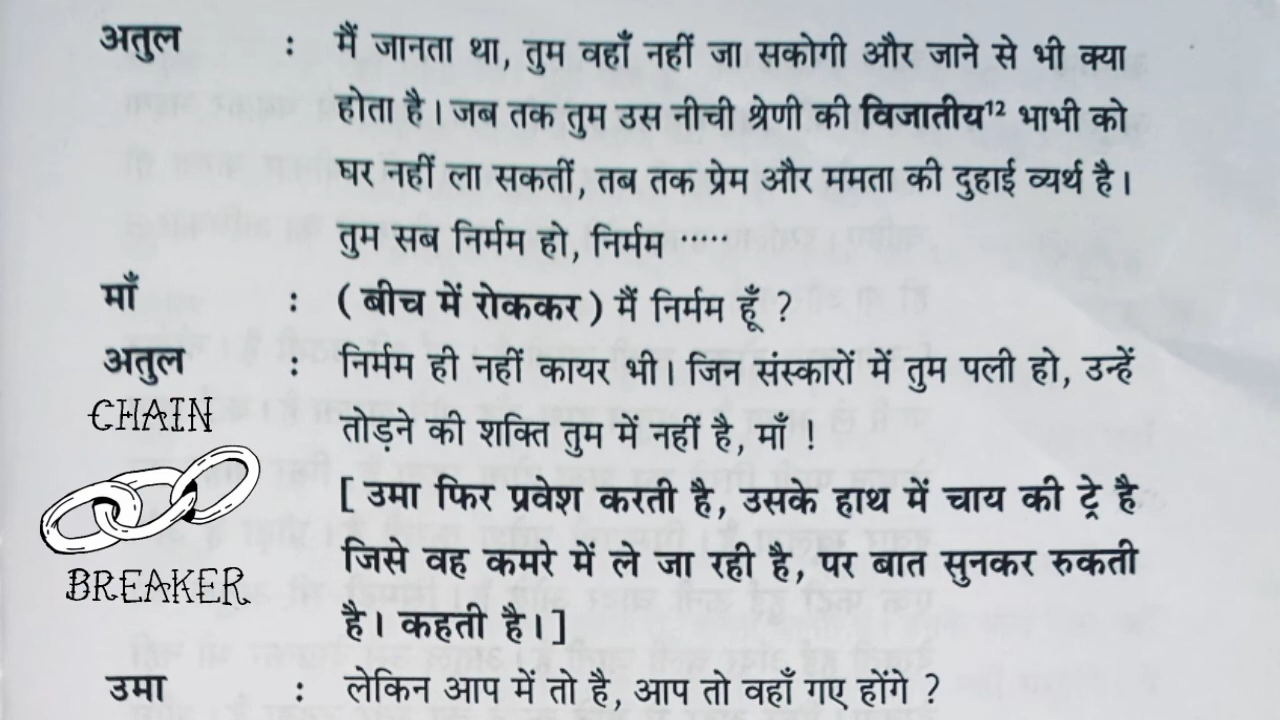 अतुल : मैं जानता था, तुम वहाँ नहीं जा सकोगी और जाने से भी क्या
होता है। जब तक तुम उस नीची श्रेणी की विजातीय¹² भाभी को
घर नहीं ला सकतीं, तब तक प्रेम और ममता की दुहाई व्यर्थ है।
तुम सब निर्मम हो, निर्मम ·····
माँ : ( बीच में रोककर ) मैं निर्मम हूँ ?
अतुल : निर्मम ही नहीं कायर भी। जिन संस्कारों में तुम पली हो, उन्हें
CHAIN
तोड़ने की शक्ति तुम में नहीं है, माँ !
[ उमा फिर प्रवेश करती है, उसके हाथ में चाय की ट्रे है
जिसे वह कमरे में ले जा रही है, पर बात सुनकर रुकती
BREAKER
है। कहती है। ]
उमा : लेकिन आप में तो है, आप तो वहाँ गए होंगे ?